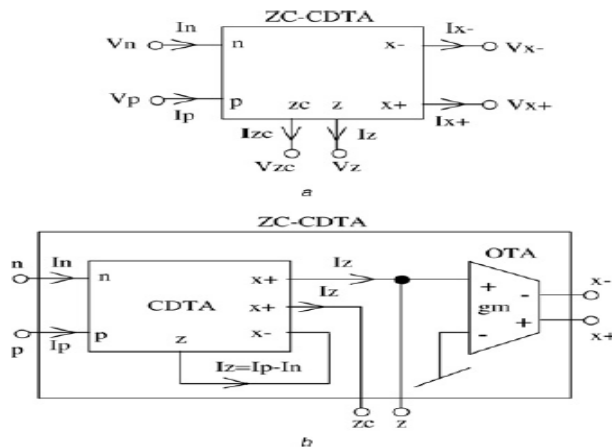 ZC-CDTA
Vn In n x- Ix- Vx-
Vp Ip p zc z x+ Ix+ Vx+
Izc Iz
Vzc Vz
a
ZC-CDTA
n In n x+ Iz OTA x-
CDTA x+ Iz + - gm
p Ip p z x- - + x+
Iz=Ip-In
zc z
b